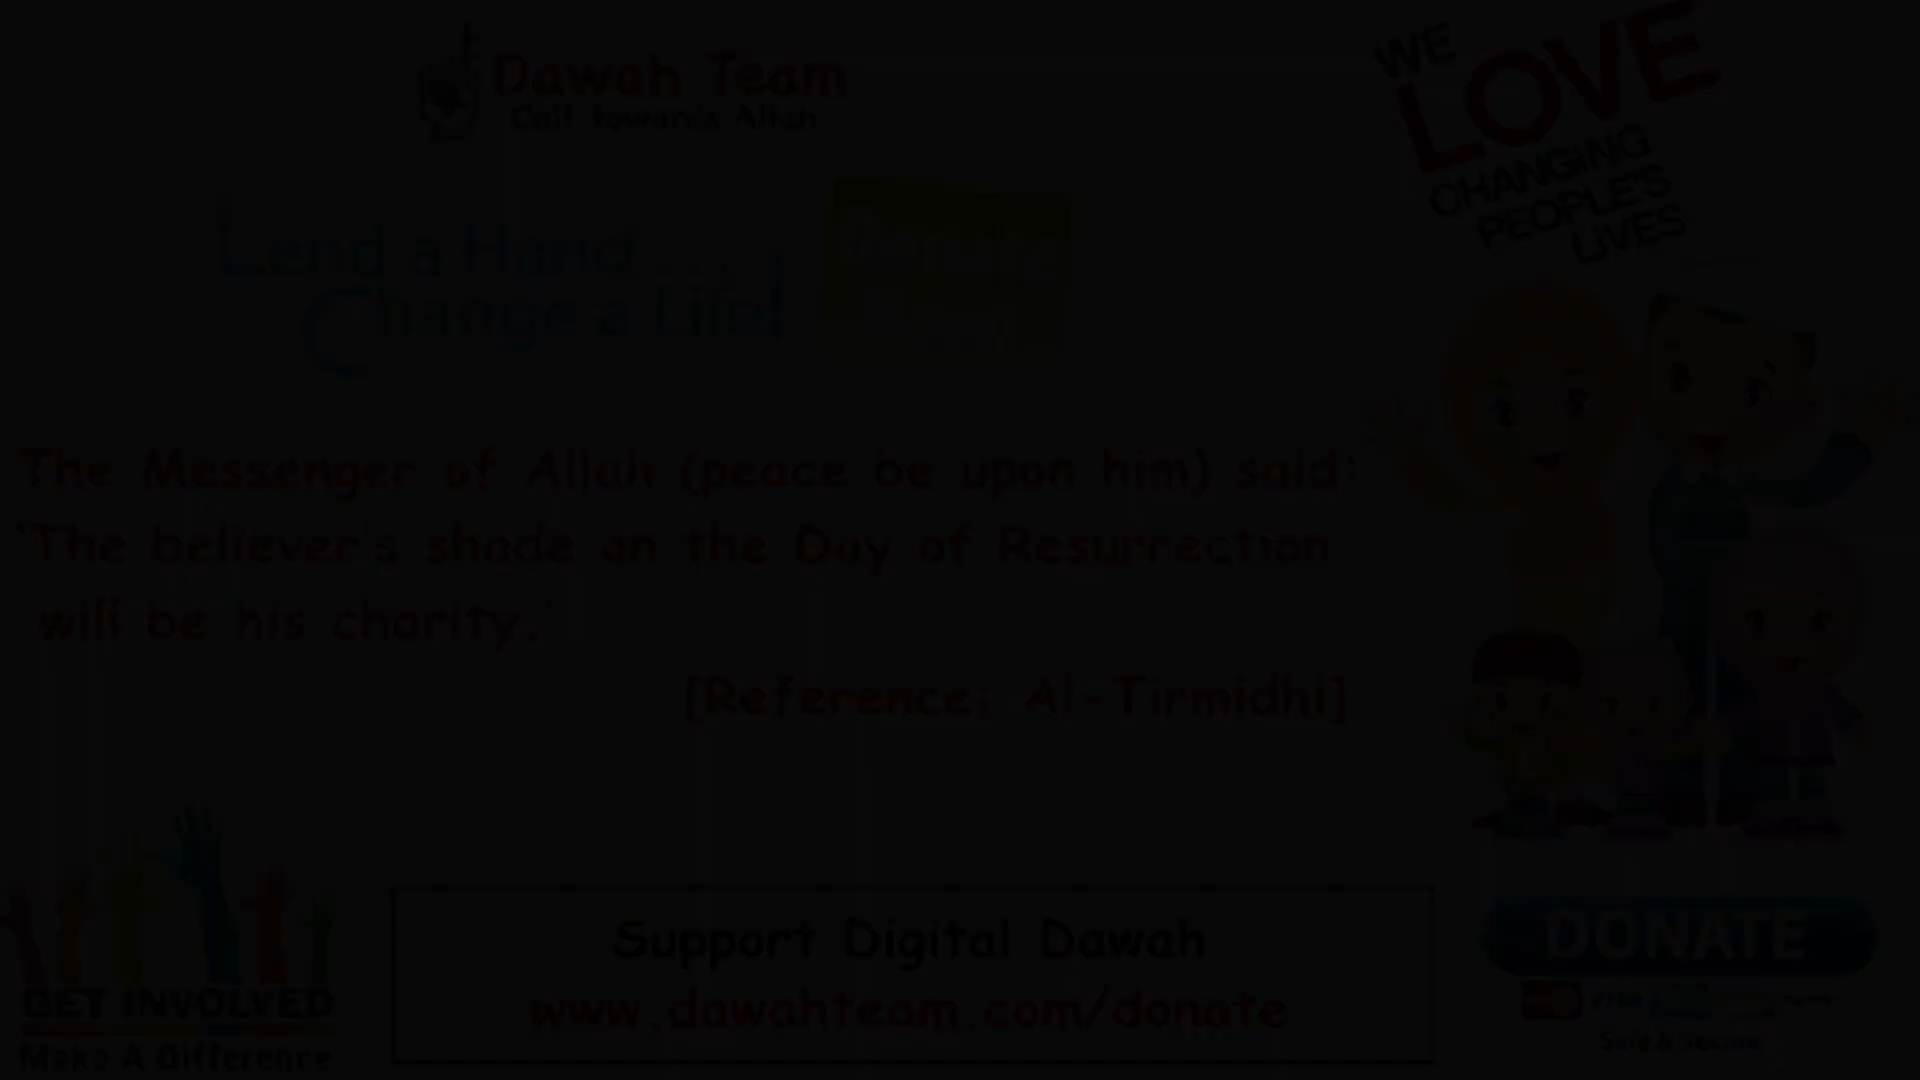 Dawah Team
Call towards Allah
WE
LOVE
CHANGING
PEOPLE'S
LIVES
Lend a Hand
Change a Life!
The Messenger of Allah (peace be upon him) said:
'The believer's shade on the Day of Resurrection
will be his charity.'
[Reference: Al-Tirmidhi]
GET INVOLVED
Make A Difference
Support Digital Dawah
www.dawahteam.com/donate
DONATE
Safe & Secure